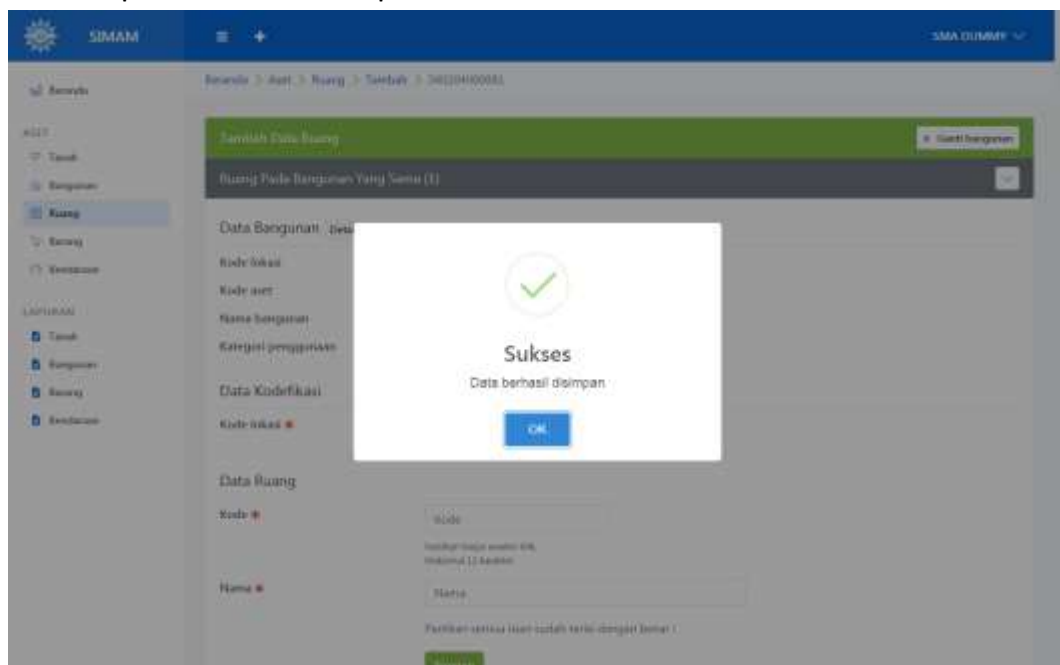 SIMAM
SMA DUMMY
Beranda > Aset > Ruang > Tambah >
Beranda
ASET
Tambah Data Ruang
Ganti bangunan
Tanah
Ruang Pada Bangunan Yang Sama (1)
Bangunan
Ruang
Data Bangunan
Barang
Kode lokasi
Kendaraan
Kode aset
LAPORAN
Nama bangunan
Tanah
Kategori penggunaan
Bangunan
Sukses
Data berhasil disimpan
Barang
Data Kodefikasi
Kendaraan
Kode lokasi *
OK
Data Ruang
Kode *
Kode
Nama *
Nama
Pastikan semua isian sudah terisi dengan benar !